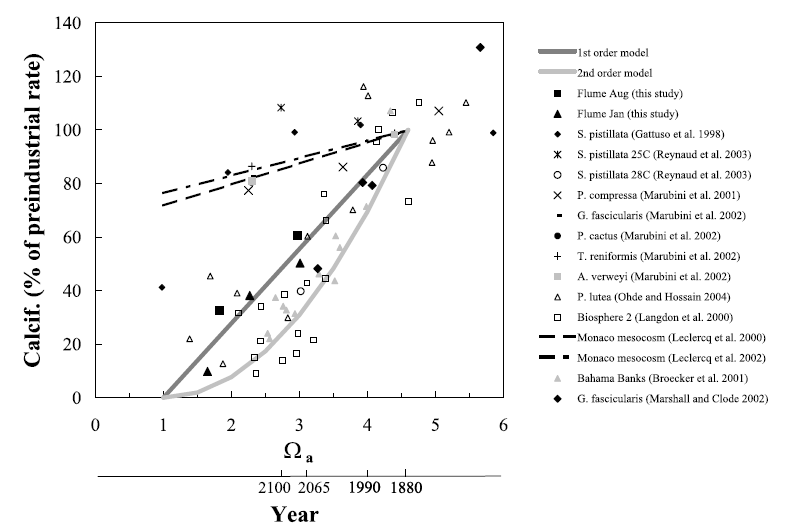 Calcif. (% of preindustrial rate)
140
120
100
80
60
40
20
0
0 1 2 3 4 5 6
Ωa
2100 2065 1990 1880
Year
1st order model
2nd order model
Flume Aug (this study)
Flume Jan (this study)
S. pistillata (Gattuso et al. 1998)
S. pistillata 25C (Reynaud et al. 2003)
S. pistillata 28C (Reynaud et al. 2003)
P. compressa (Marubini et al. 2001)
G. fascicularis (Marubini et al. 2002)
P. cactus (Marubini et al. 2002)
T. reniformis (Marubini et al. 2002)
A. verweyi (Marubini et al. 2002)
P. lutea (Ohde and Hossain 2004)
Biosphere 2 (Langdon et al. 2000)
Monaco mesocosm (Leclercq et al. 2000)
Monaco mesocosm (Leclercq et al. 2002)
Bahama Banks (Broecker et al. 2001)
G. fascicularis (Marshall and Clode 2002)